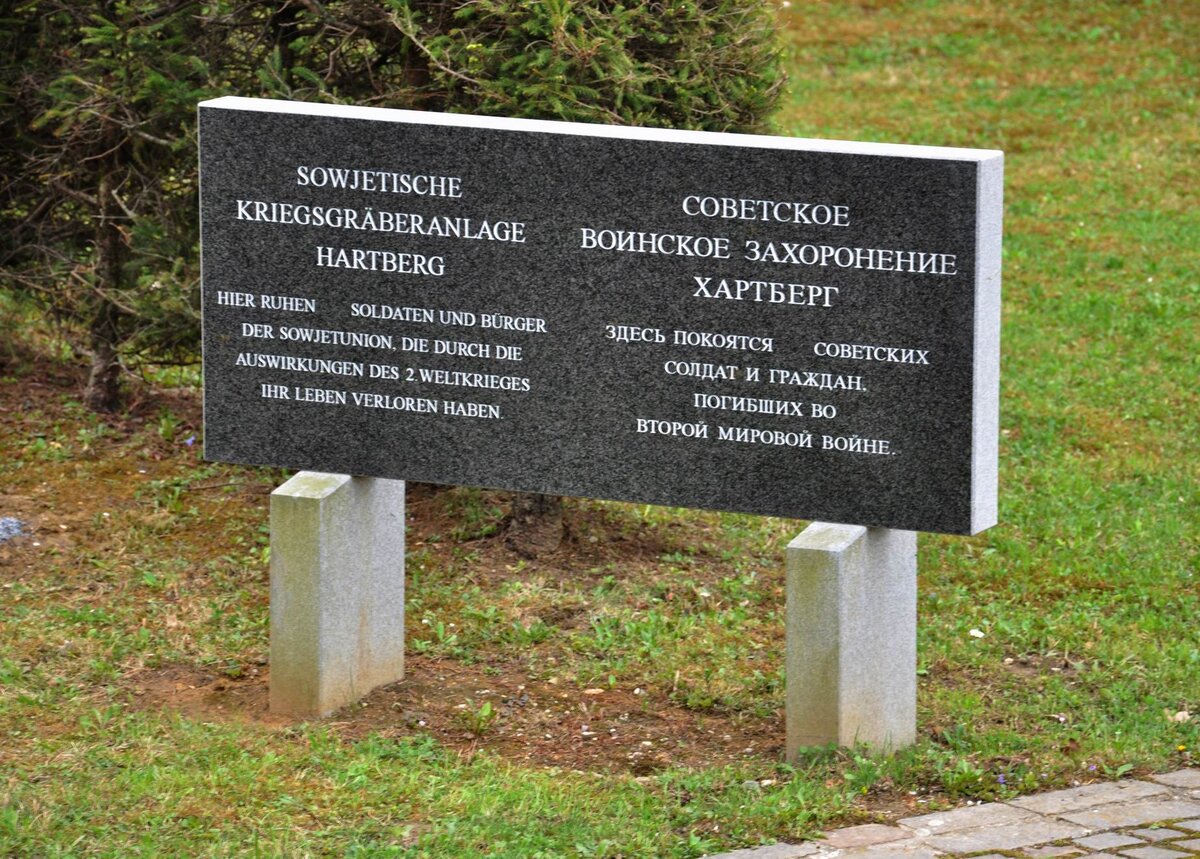 SOWJETISCHE
KRIEGSGRÄBERANLAGE
HARTBERG
HIER RUHEN SOLDATEN UND BÜRGER
DER SOWJETUNION, DIE DURCH DIE
AUSWIRKUNGEN DES 2.WELTKRIEGES
IHR LEBEN VERLOREN HABEN.
СОВЕТСКОЕ
ВОИНСКОЕ ЗАХОРОНЕНИЕ
ХАРТБЕРГ
ЗДЕСЬ ПОКОЯТСЯ СОВЕТСКИХ
СОЛДАТ И ГРАЖДАН,
ПОГИБШИХ ВО
ВТОРОЙ МИРОВОЙ ВОЙНЕ.